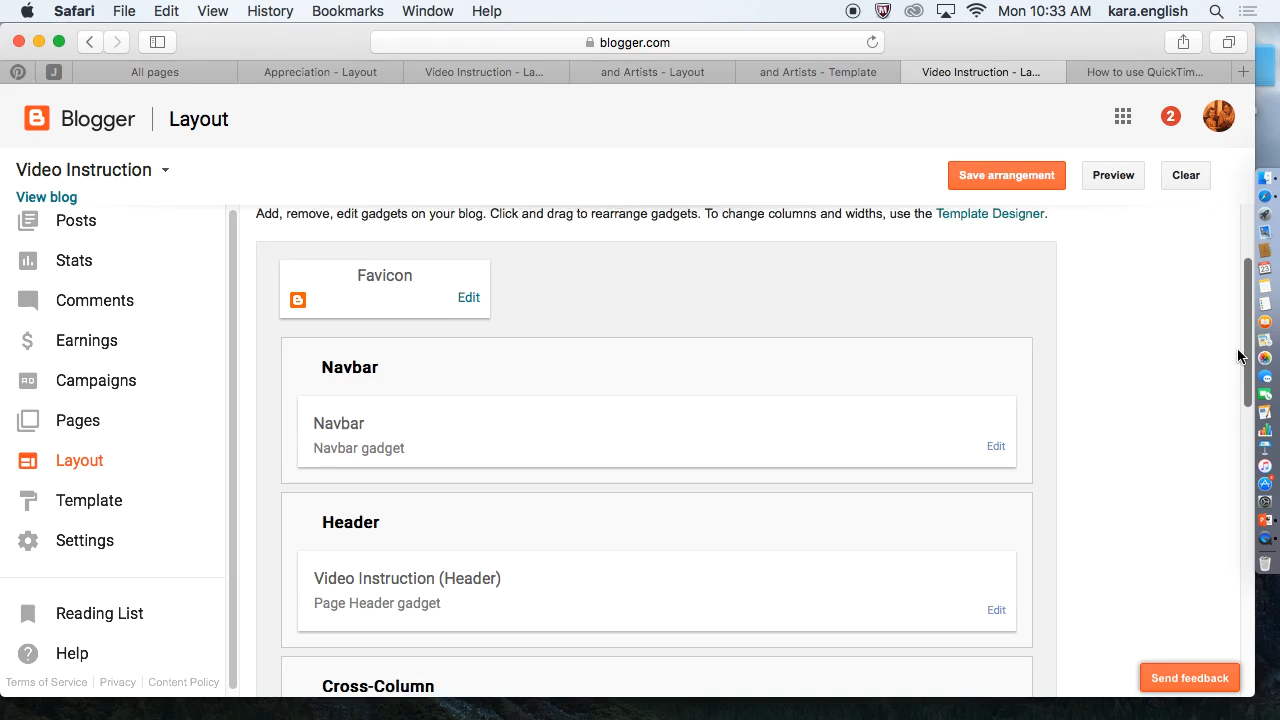 Safari File Edit View History Bookmarks Window Help Mon 10:33 AM kara.english
blogger.com
All pages Appreciation - Layout Video Instruction - La... and Artists - Layout and Artists - Template Video Instruction - La... How to use QuickTim...
Blogger Layout 2
Video Instruction Save arrangement Preview Clear
View blog
Posts
Stats
Comments
Earnings
Campaigns
Pages
Layout
Template
Settings
Reading List
Help
Terms of Service Privacy Content Policy
Add, remove, edit gadgets on your blog. Click and drag to rearrange gadgets. To change columns and widths, use the Template Designer.
Favicon
Edit
Navbar
Navbar
Navbar gadget
Edit
Header
Video Instruction (Header)
Page Header gadget
Edit
Cross-Column
Send feedback